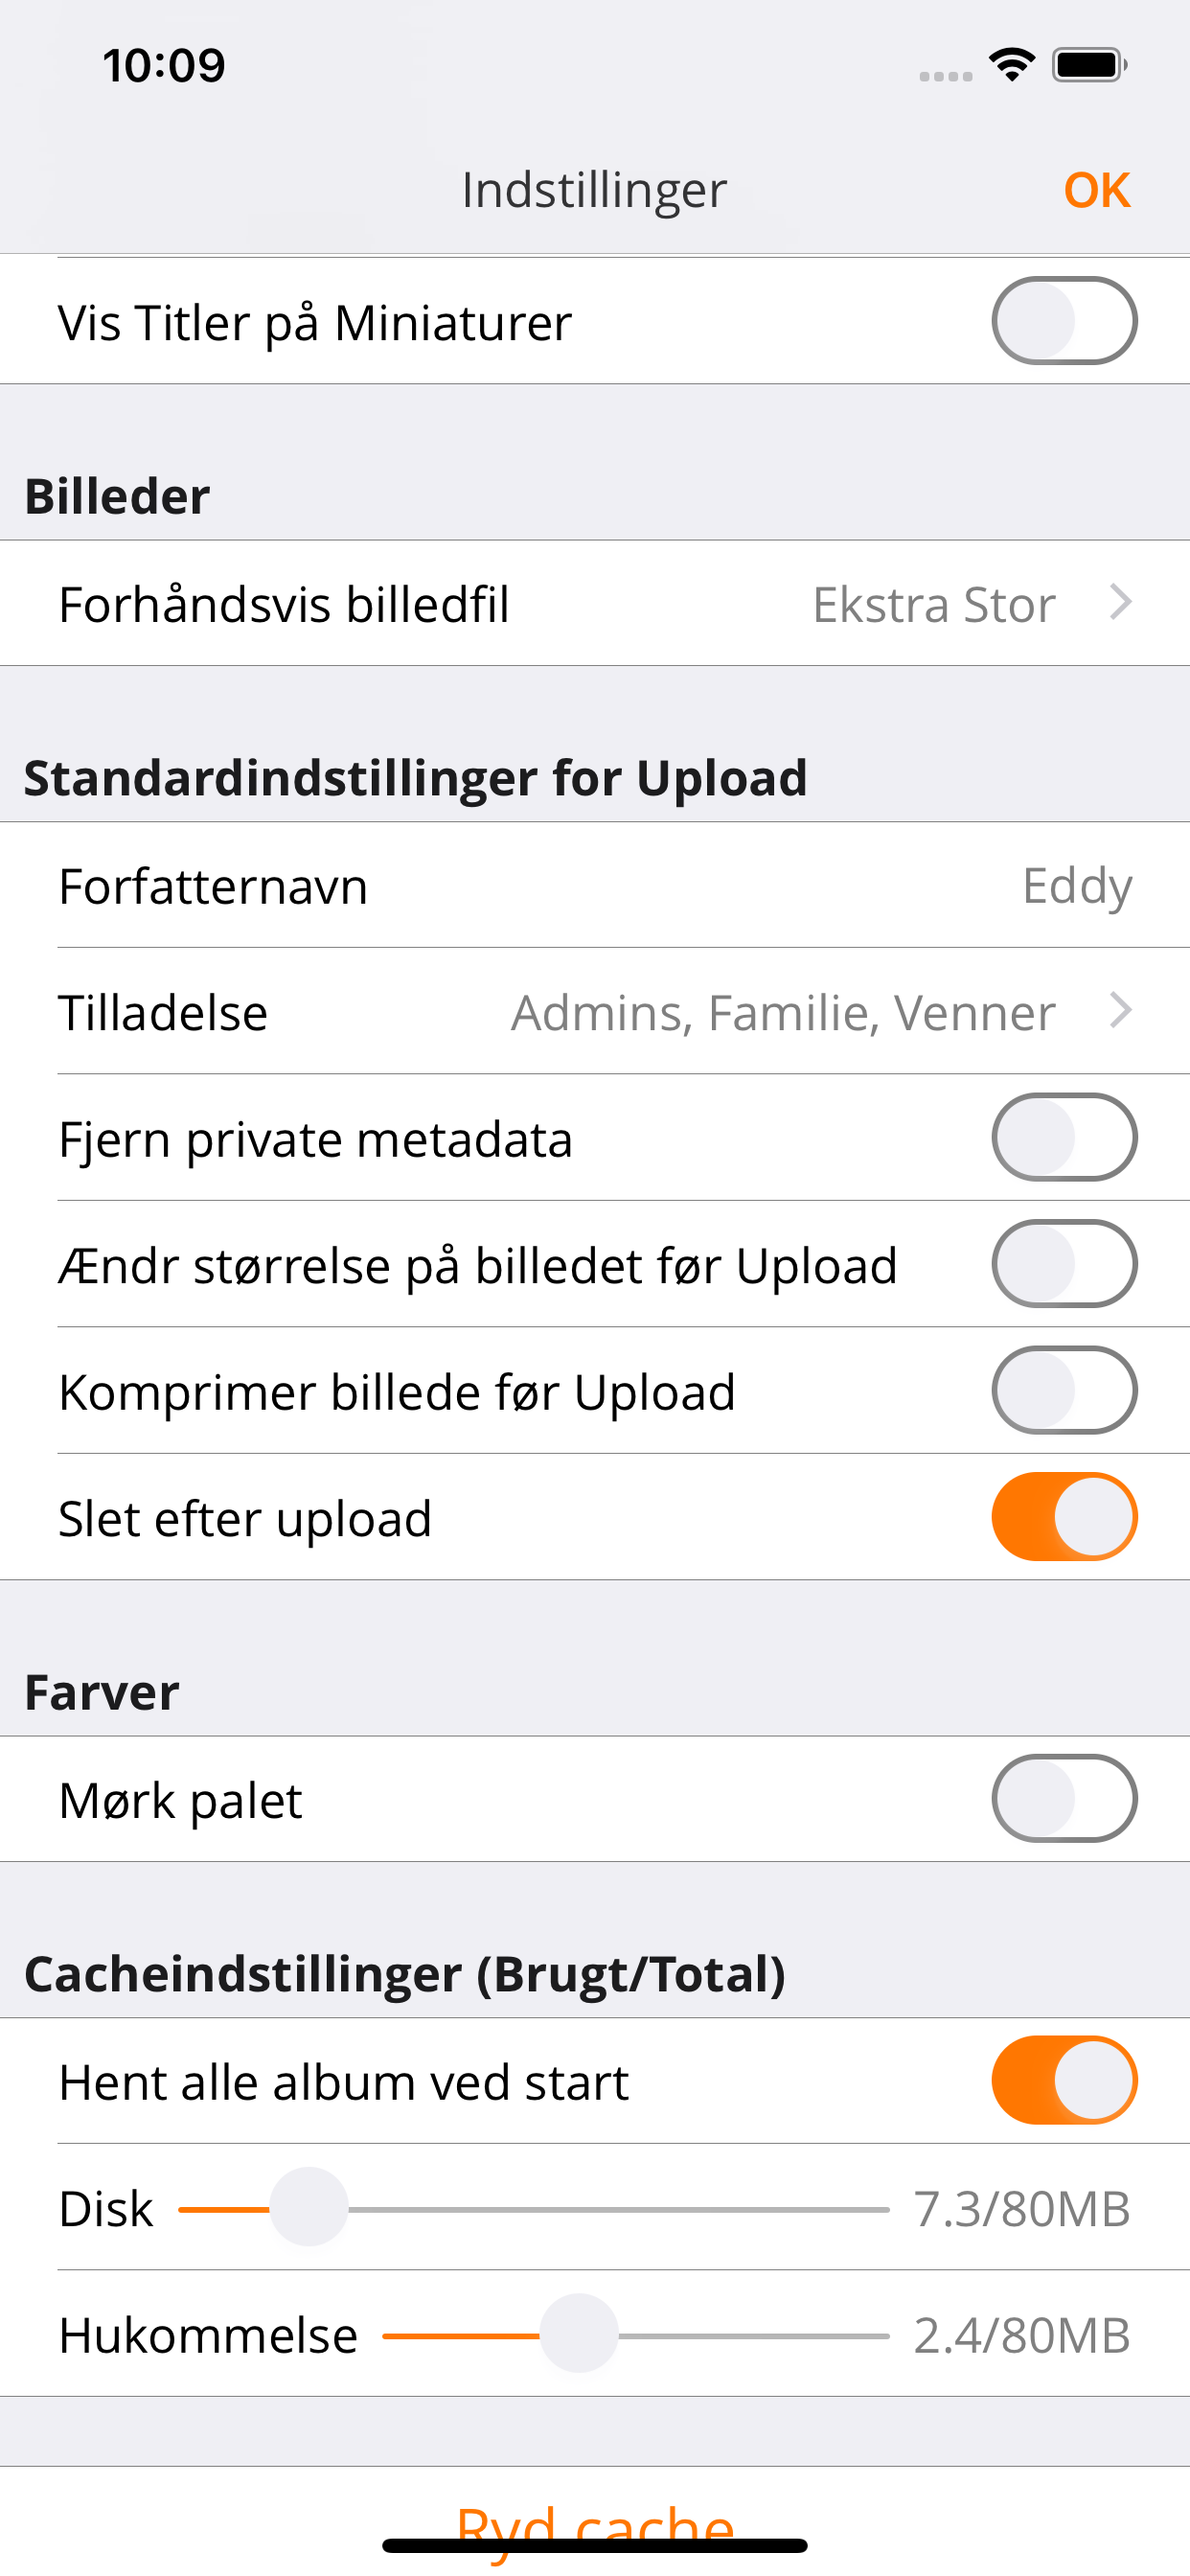 10:09
Indstillinger
OK
Vis Titler på Miniaturer
Billeder
Forhåndsvis billedfil Ekstra Stor
Standardindstillinger for Upload
Forfatternavn Eddy
Tilladelse Admins, Familie, Venner
Fjern private metadata
Ændr størrelse på billedet før Upload
Komprimer billede før Upload
Slet efter upload
Farver
Mørk palet
Cacheindstillinger (Brugt/Total)
Hent alle album ved start
Disk 7.3/80MB
Hukommelse 2.4/80MB
Ryd cache